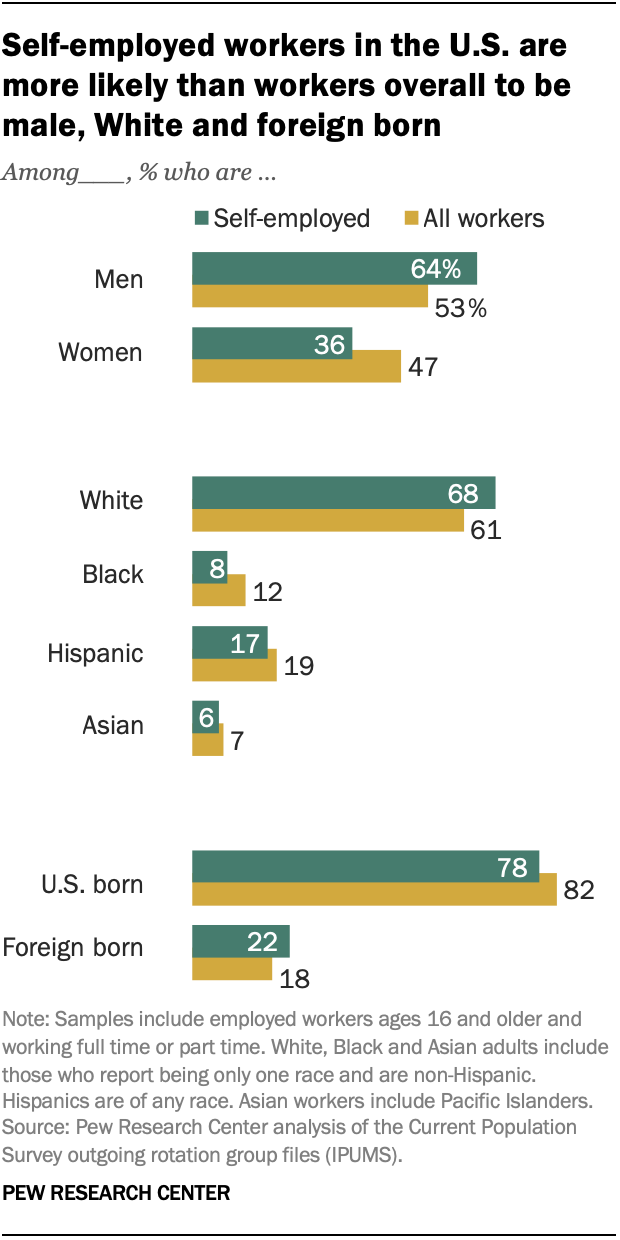 Self-employed workers in the U.S. are
more likely than workers overall to be
male, White and foreign born
Among___, % who are ...
Self-employed All workers
Men 64% 53%
Women 36 47
White 68 61
Black 8 12
Hispanic 17 19
Asian 6 7
U.S. born 78 82
Foreign born 22 18
Note: Samples include employed workers ages 16 and older and
working full time or part time. White, Black and Asian adults include
those who report being only one race and are non-Hispanic.
Hispanics are of any race. Asian workers include Pacific Islanders.
Source: Pew Research Center analysis of the Current Population
Survey outgoing rotation group files (IPUMS).
PEW RESEARCH CENTER